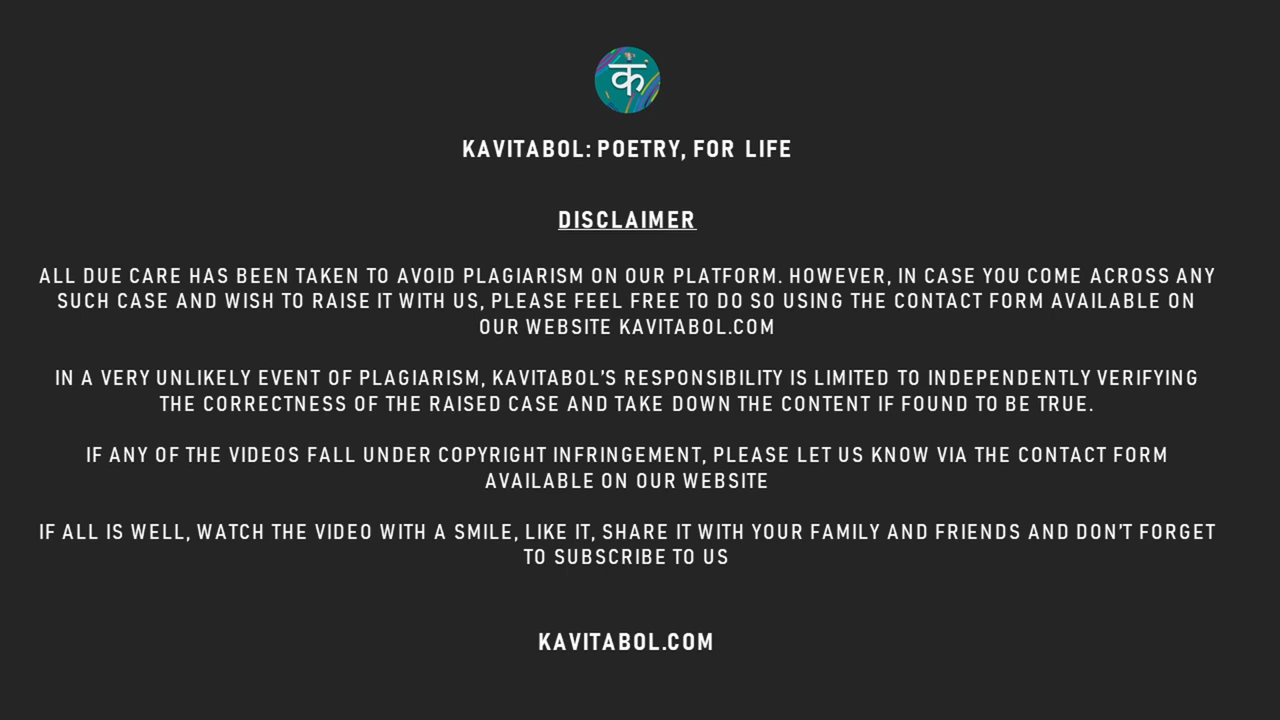 क
KAVITABOL: POETRY, FOR LIFE
DISCLAIMER
ALL DUE CARE HAS BEEN TAKEN TO AVOID PLAGIARISM ON OUR PLATFORM. HOWEVER, IN CASE YOU COME ACROSS ANY
SUCH CASE AND WISH TO RAISE IT WITH US, PLEASE FEEL FREE TO DO SO USING THE CONTACT FORM AVAILABLE ON
OUR WEBSITE KAVITABOL.COM
IN A VERY UNLIKELY EVENT OF PLAGIARISM, KAVITABOL’S RESPONSIBILITY IS LIMITED TO INDEPENDENTLY VERIFYING
THE CORRECTNESS OF THE RAISED CASE AND TAKE DOWN THE CONTENT IF FOUND TO BE TRUE.
IF ANY OF THE VIDEOS FALL UNDER COPYRIGHT INFRINGEMENT, PLEASE LET US KNOW VIA THE CONTACT FORM
AVAILABLE ON OUR WEBSITE
IF ALL IS WELL, WATCH THE VIDEO WITH A SMILE, LIKE IT, SHARE IT WITH YOUR FAMILY AND FRIENDS AND DON’T FORGET
TO SUBSCRIBE TO US
KAVITABOL.COM